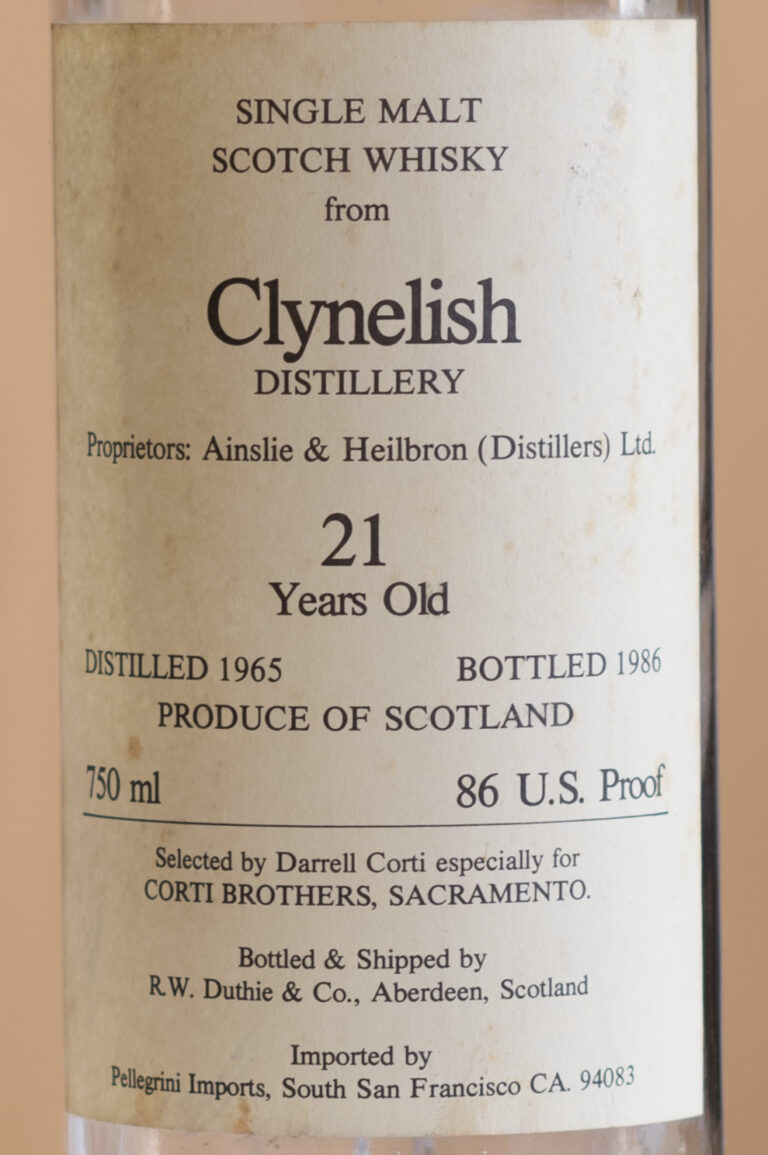 SINGLE MALT
SCOTCH WHISKY
from
Clynelish
DISTILLERY
Proprietors: Ainslie & Heilbron (Distillers) Ltd.
21
Years Old
DISTILLED 1965 BOTTLED 1986
PRODUCE OF SCOTLAND
750 ml 86 U.S. Proof
Selected by Darrell Corti especially for
CORTI BROTHERS, SACRAMENTO.
Bottled & Shipped by
R.W. Duthie & Co., Aberdeen, Scotland
Imported by
Pellegrini Imports, South San Francisco CA. 94083